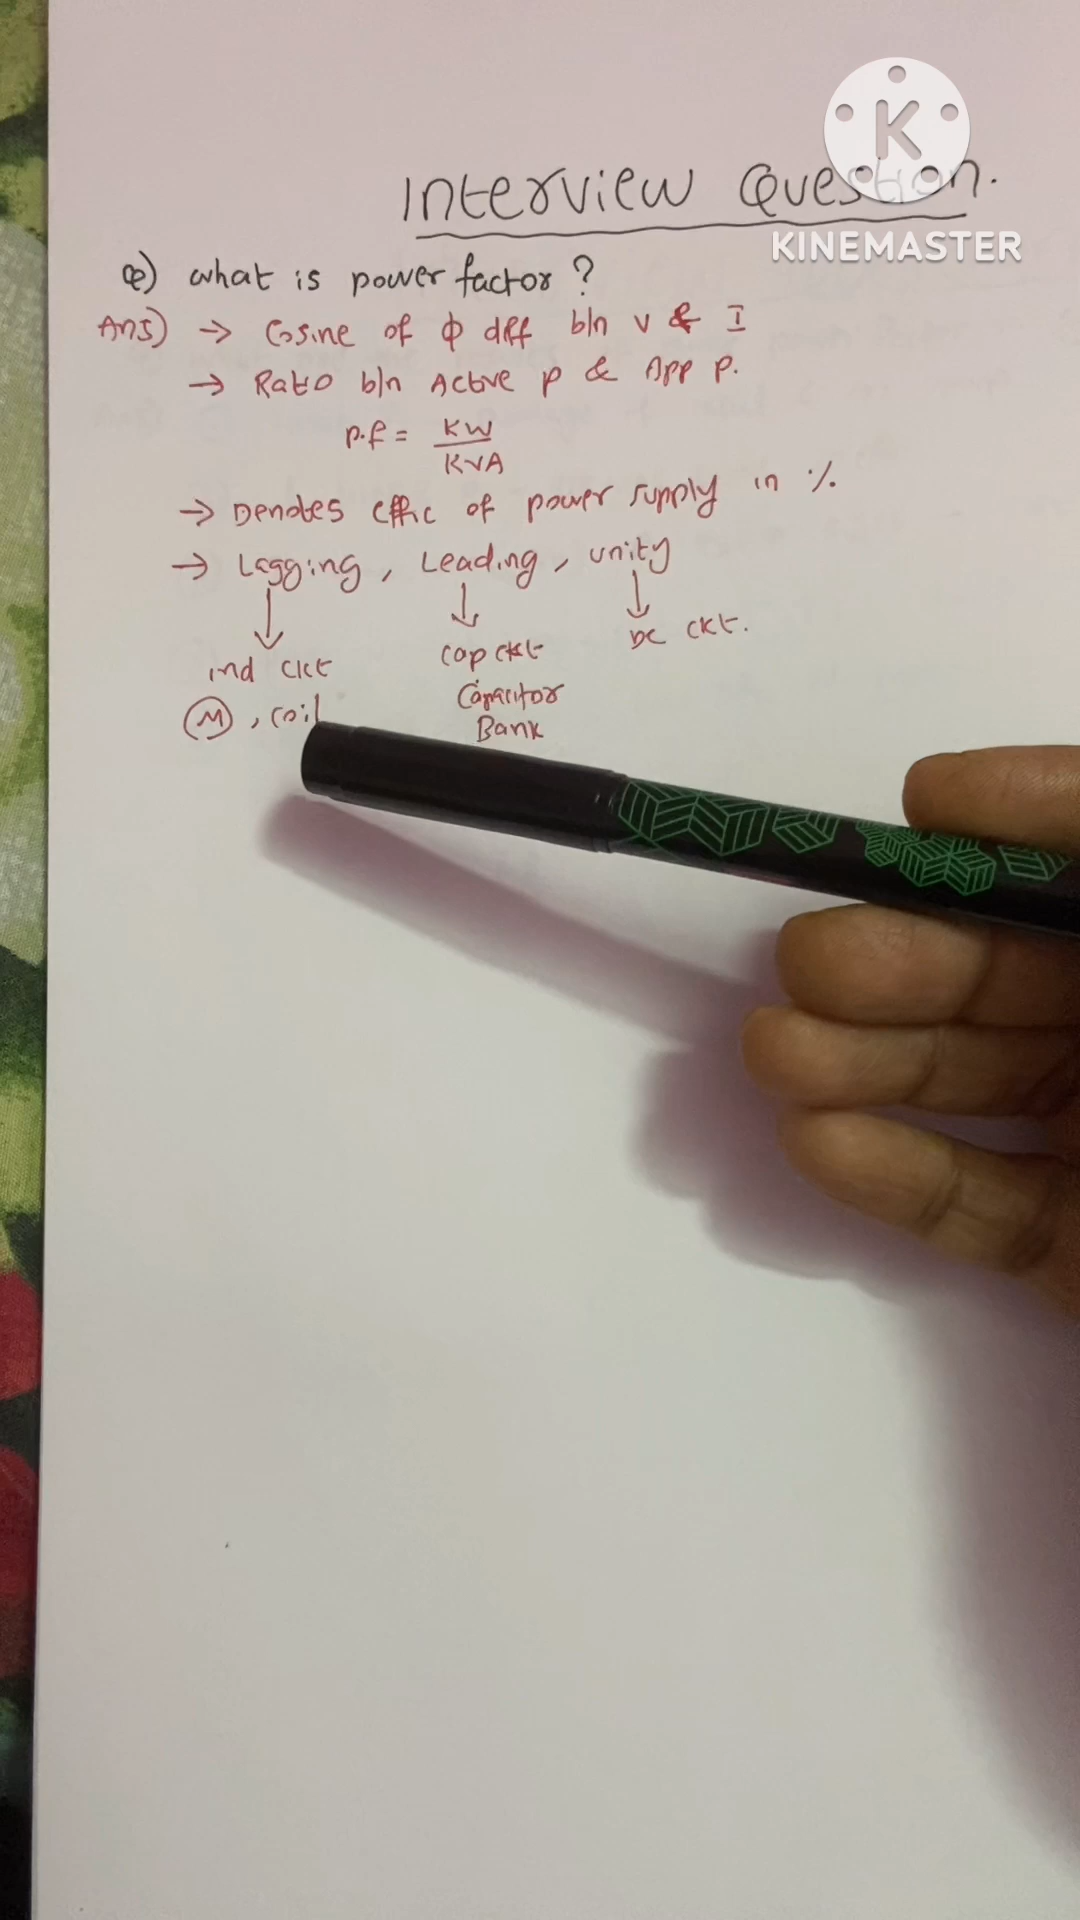 K
KINEMASTER
Interview Question.
Q) what is power factor ?
Ans) → Cosine of ϕ diff b/n V & I
→ Ratio b/n Active P & App P.
P.f = KW
KVA
→ Denotes effic of power supply in %
→ Lagging, Leading, unity
↓ ↓ ↓
ind ckt cap ckt DC ckt.
Capacitor
(M), coil Bank